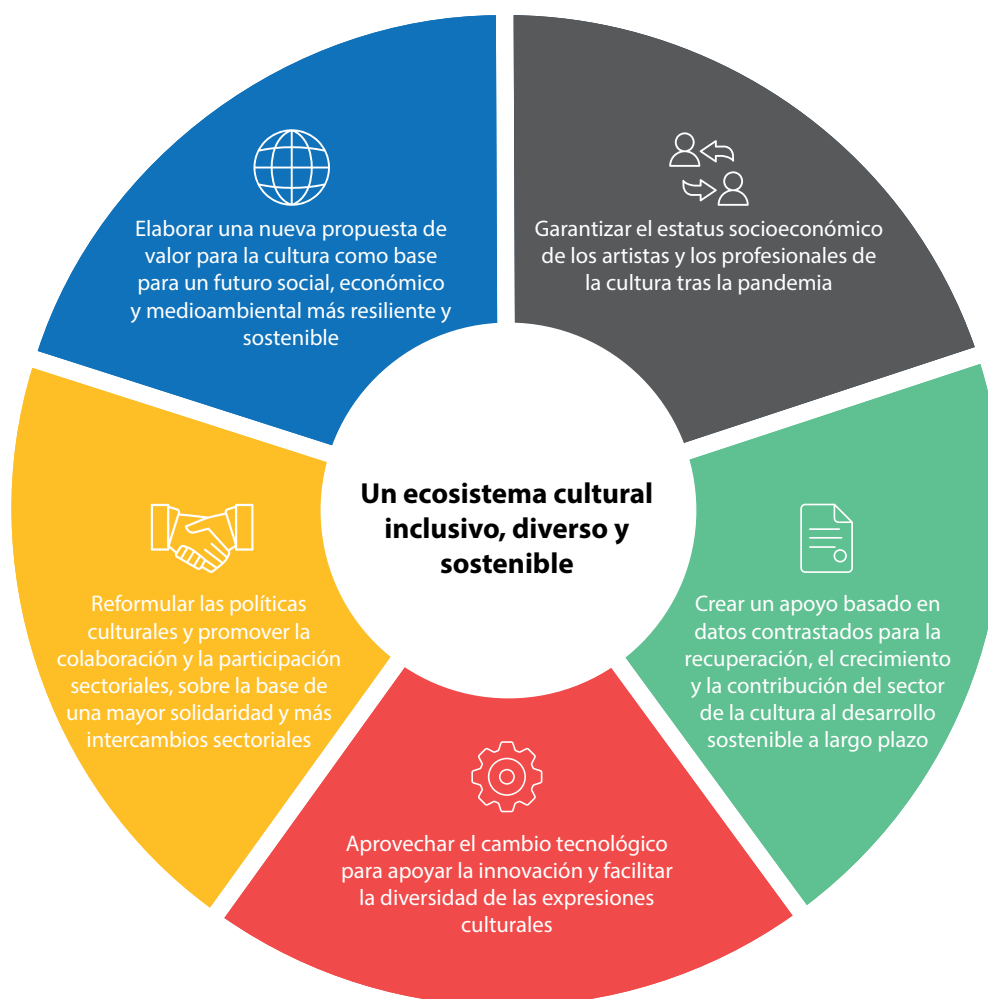 Elaborar una nueva propuesta de
valor para la cultura como base
para un futuro social, económico
y medioambiental más resiliente y
sostenible
Garantizar el estatus socioeconómico
de los artistas y los profesionales de
la cultura tras la pandemia
Un ecosistema cultural
inclusivo, diverso y
sostenible
Reformular las políticas
culturales y promover la
colaboración y la participación
sectoriales, sobre la base de
una mayor solidaridad y más
intercambios sectoriales
Crear un apoyo basado en
datos contrastados para la
recuperación, el crecimiento
y la contribución del sector
de la cultura al desarrollo
sostenible a largo plazo
Aprovechar el cambio tecnológico
para apoyar la innovación y facilitar
la diversidad de las expresiones
culturales